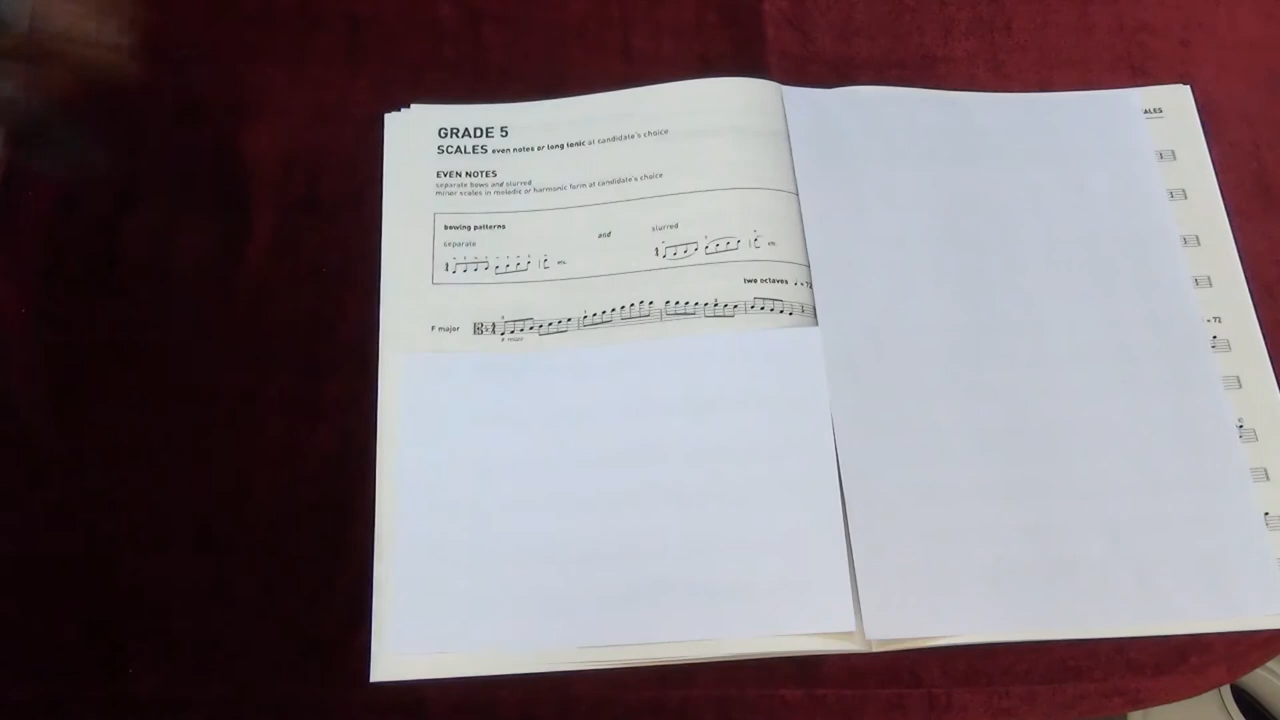 GRADE 5
SCALES even notes or long tonic at candidate's choice
EVEN NOTES
separate bows and slurred
minor scales in melodic or harmonic form at candidate's choice
bowing patterns
separate
and
slurred
etc.
etc.
two octaves ♩ = 72
F major
ALES
= 72